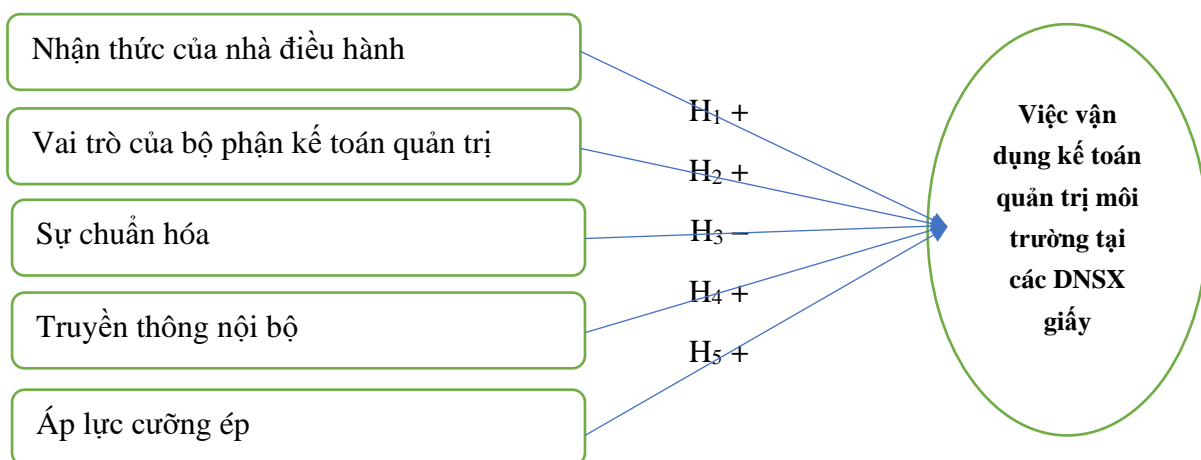 Nhận thức của nhà điều hành
Vai trò của bộ phận kế toán quản trị
Sự chuẩn hóa
Truyền thông nội bộ
Áp lực cưỡng ép
H₁ +
H₂ +
H₃ –
H₄ +
H₅ +
Việc vận
dụng kế toán
quản trị môi
trường tại
các DNSX
giấy